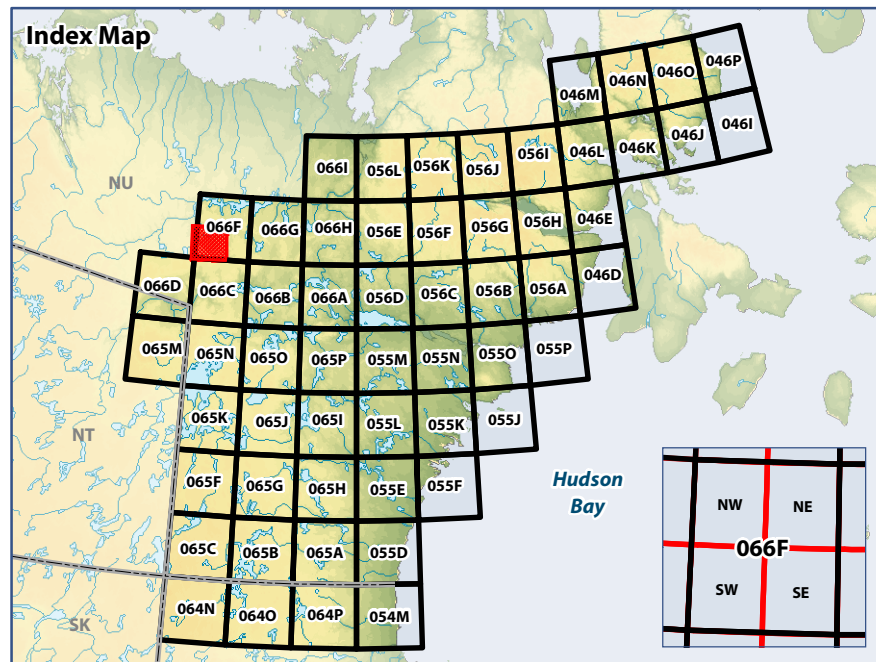 Index Map
046M 046N 046O 046P
066I 056L 056K 056J 056I 046L 046K 046J 046I
NU
066F 066G 066H 056E 056F 056G 056H 046E
066D 066C 066B 066A 056D 056C 056B 056A 046D
065M 065N 065O 065P 055M 055N 055O 055P
NT
065K 065J 065I 055L 055K 055J
065F 065G 065H 055E 055F
Hudson
Bay
065C 065B 065A 055D
SK
064N 064O 064P 054M
NW NE
066F
SW SE